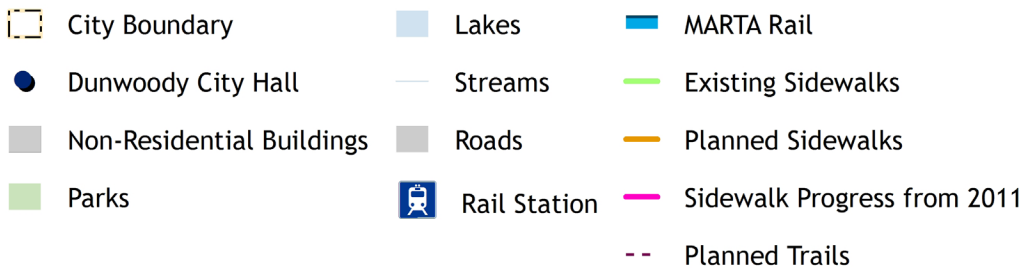 City Boundary
Dunwoody City Hall
Non-Residential Buildings
Parks
Lakes
Streams
Roads
Rail Station
MARTA Rail
Existing Sidewalks
Planned Sidewalks
Sidewalk Progress from 2011
Planned Trails